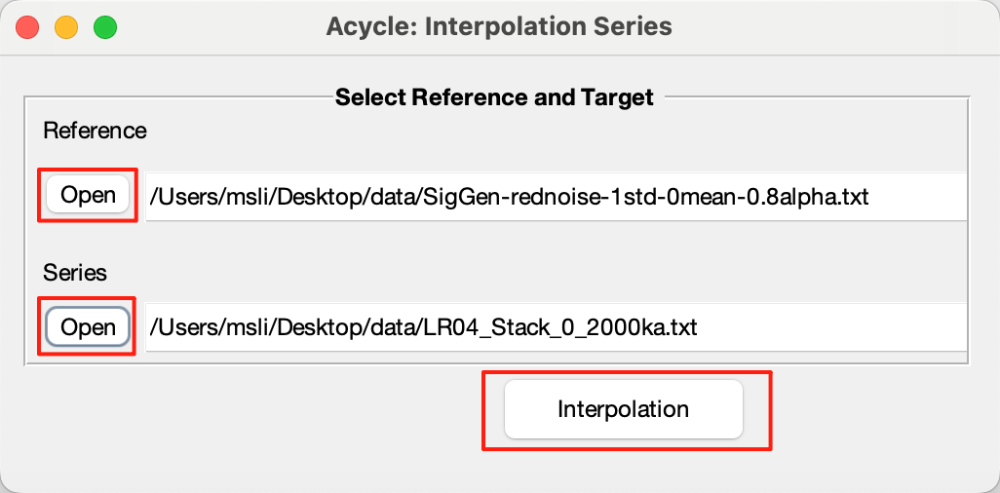 Acycle: Interpolation Series
Select Reference and Target
Reference
Open /Users/msli/Desktop/data/SigGen-rednoise-1std-0mean-0.8alpha.txt
Series
Open /Users/msli/Desktop/data/LR04_Stack_0_2000ka.txt
Interpolation